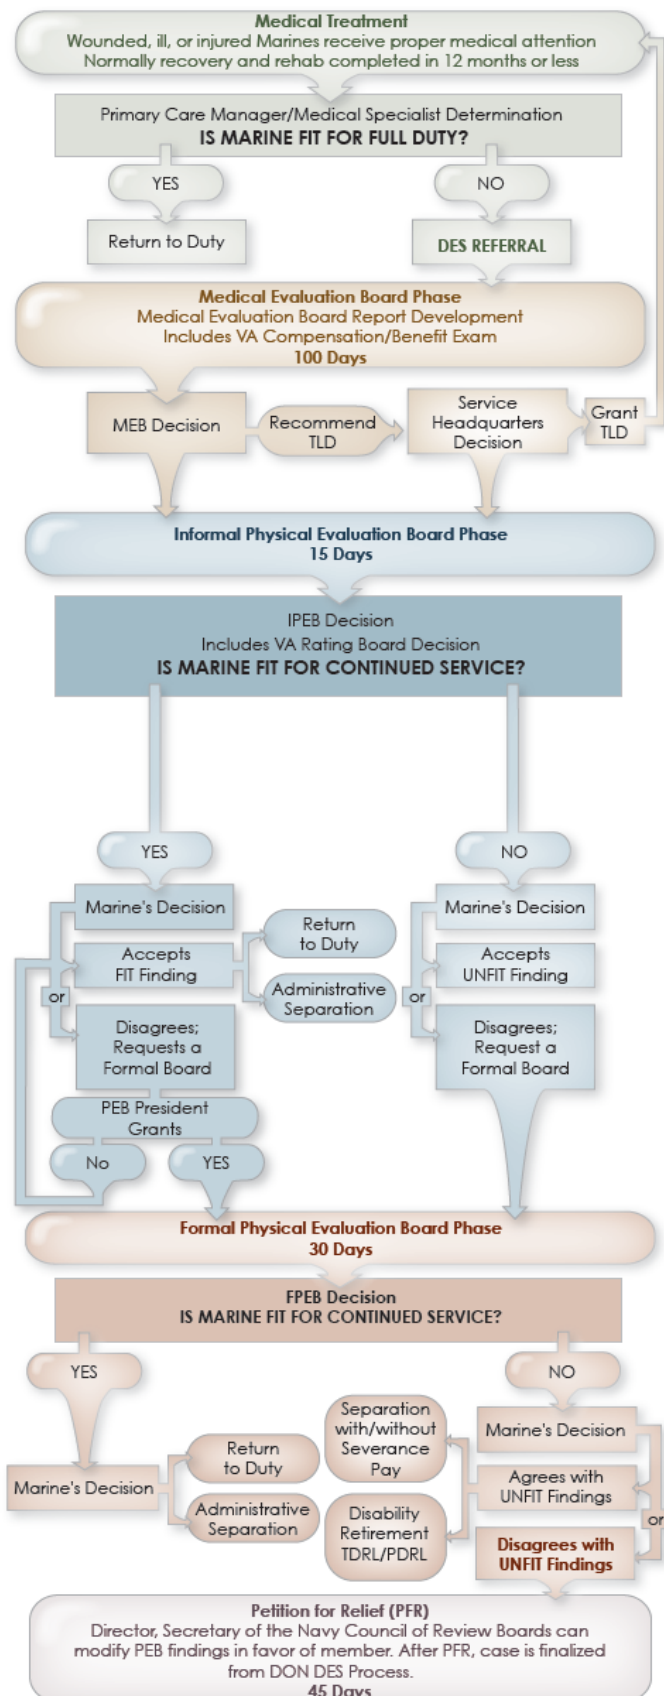 Medical Treatment
Wounded, ill, or injured Marines receive proper medical attention
Normally recovery and rehab completed in 12 months or less
Primary Care Manager/Medical Specialist Determination
IS MARINE FIT FOR FULL DUTY?
YES
NO
Return to Duty
DES REFERRAL
Medical Evaluation Board Phase
Medical Evaluation Board Report Development
Includes VA Compensation/Benefit Exam
100 Days
MEB Decision
Recommend
TLD
Service
Headquarters
Decision
Grant
TLD
Informal Physical Evaluation Board Phase
15 Days
IPEB Decision
Includes VA Rating Board Decision
IS MARINE FIT FOR CONTINUED SERVICE?
YES
NO
Marine's Decision
Accepts
FIT Finding
or
Disagrees;
Requests a
Formal Board
Return
to Duty
Administrative
Separation
PEB President
Grants
No
YES
Marine's Decision
Accepts
UNFIT Finding
or
Disagrees;
Request a
Formal Board
Formal Physical Evaluation Board Phase
30 Days
FPEB Decision
IS MARINE FIT FOR CONTINUED SERVICE?
YES
NO
Marine's Decision
Return
to Duty
Administrative
Separation
Marine's Decision
Agrees with
UNFIT Findings
or
Disagrees with
UNFIT Findings
Separation
with/without
Severance
Pay
Disability
Retirement
TDRL/PDRL
Petition for Relief (PFR)
Director, Secretary of the Navy Council of Review Boards can
modify PEB findings in favor of member. After PFR, case is finalized
from DON DES Process.
45 Days